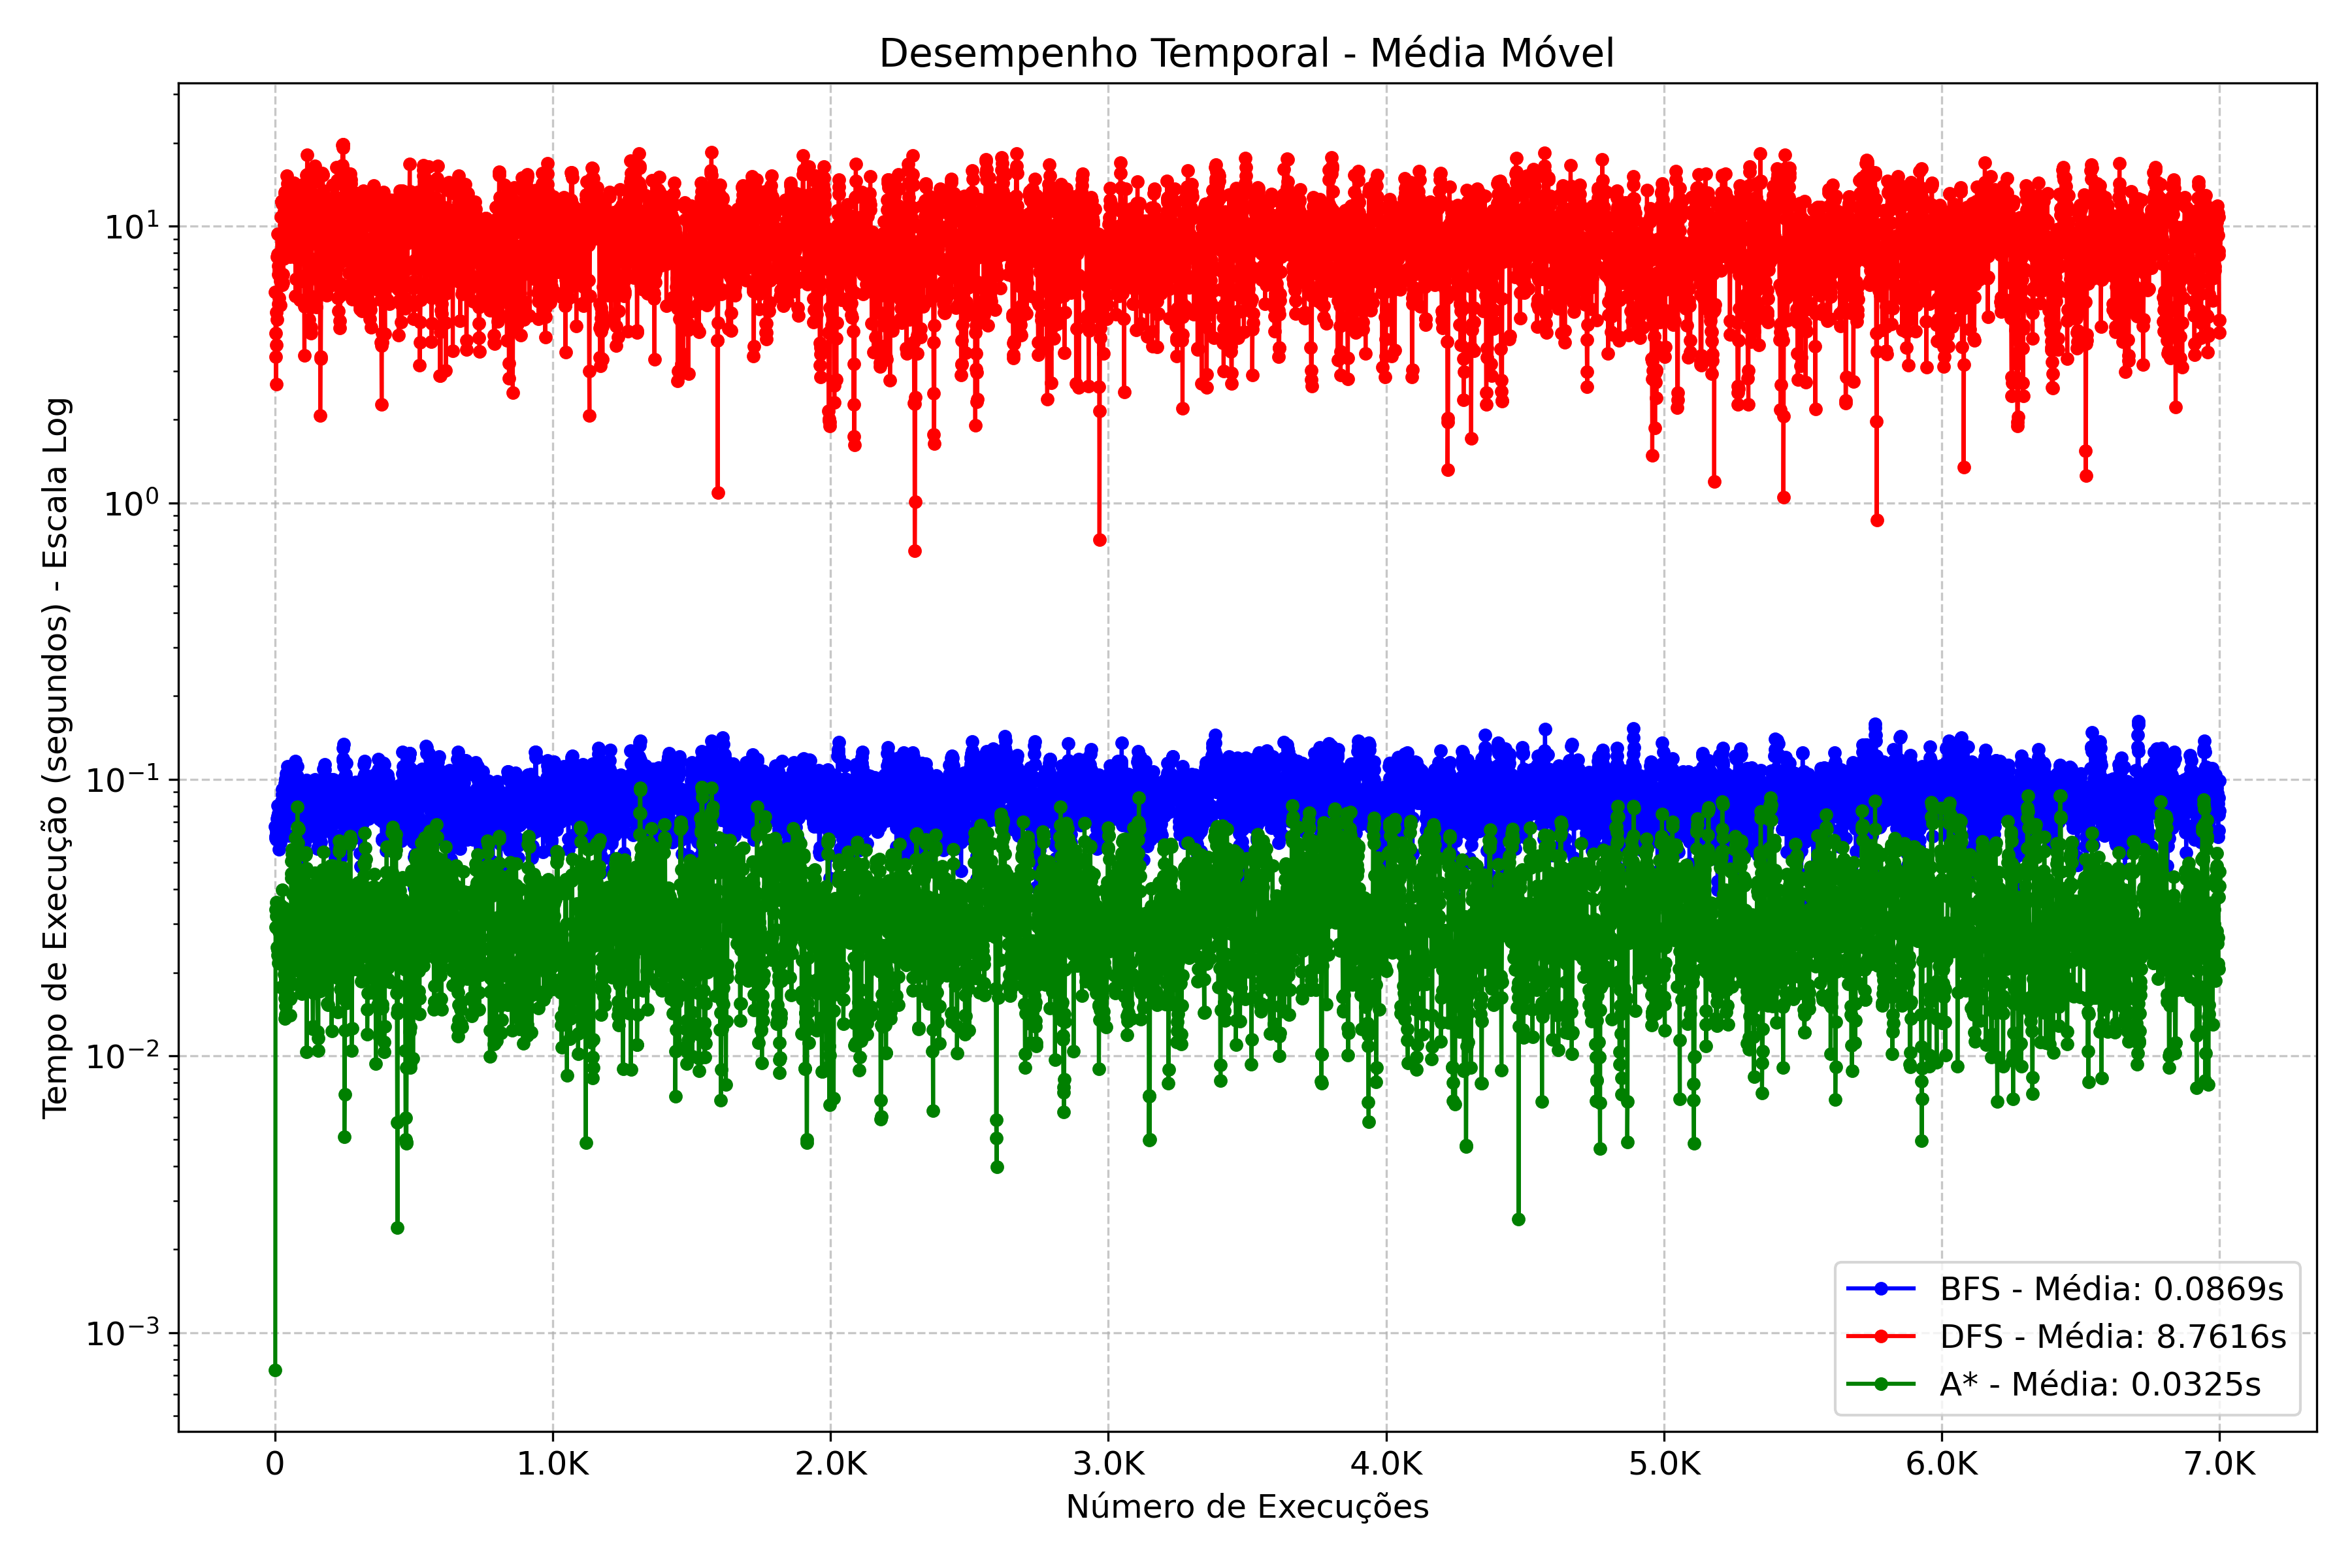 Desempenho Temporal - Média Móvel
Tempo de Execução (segundos) - Escala Log
10¹
10⁰
10⁻¹
10⁻²
10⁻³
BFS - Média: 0.0869s
DFS - Média: 8.7616s
A* - Média: 0.0325s
0 1.0K 2.0K 3.0K 4.0K 5.0K 6.0K 7.0K
Número de Execuções